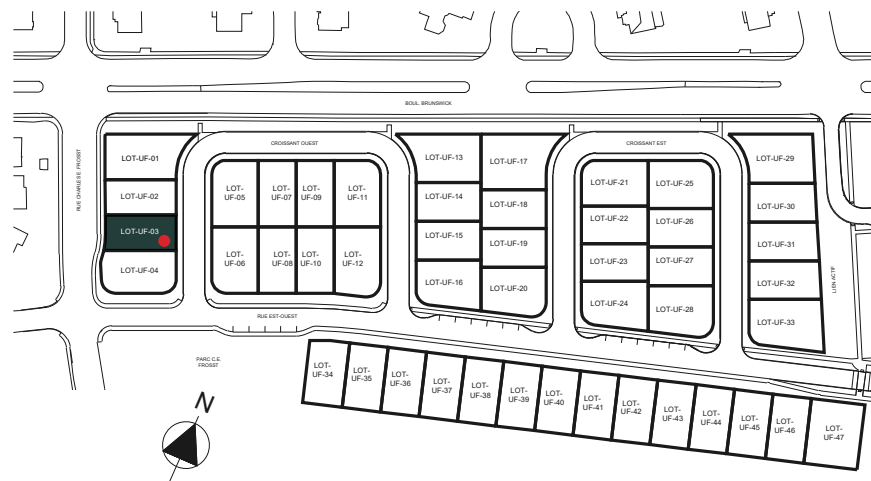 BOUL. BRUNSWICK
RUE CHARLES E. FROSST
CROISSANT OUEST
CROISSANT EST
LOT-UF-01
LOT-UF-02
LOT-UF-03
LOT-UF-04
LOT-
UF-05
LOT-
UF-07
LOT-
UF-09
LOT-
UF-11
LOT-
UF-06
LOT-
UF-08
LOT-
UF-10
LOT-
UF-12
LOT-UF-13
LOT-UF-14
LOT-UF-15
LOT-UF-16
LOT-UF-17
LOT-UF-18
LOT-UF-19
LOT-UF-20
LOT-UF-21
LOT-UF-22
LOT-UF-23
LOT-UF-24
LOT-UF-25
LOT-UF-26
LOT-UF-27
LOT-UF-28
LOT-UF-29
LOT-UF-30
LOT-UF-31
LOT-UF-32
LOT-UF-33
LIEN ACTIF
RUE EST-OUEST
PARC C.E.
FROSST
LOT-
UF-34
LOT-
UF-35
LOT-
UF-36
LOT-
UF-37
LOT-
UF-38
LOT-
UF-39
LOT-
UF-40
LOT-
UF-41
LOT-
UF-42
LOT-
UF-43
LOT-
UF-44
LOT-
UF-45
LOT-
UF-46
LOT-
UF-47
N